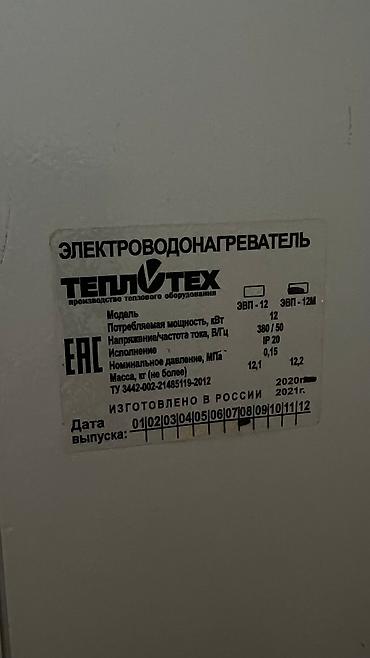 ЭЛЕКТРОВОДОНАГРЕВАТЕЛЬ
ТЕПЛОТЕХ
производство теплового оборудования
Модель ЭВП - 12 ЭВП - 12М
Потребляемая мощность, кВт 12
Напряжение/частота тока, В/Гц 380 / 50
Исполнение IP 20
Номинальное давление, МПа 0,15
Масса, кг (не более) 12,1 12,2
ТУ 3442-002-21485119-2012
ЕАС
2020г.
ИЗГОТОВЛЕНО В РОССИИ 2021г.
Дата выпуска: 01 02 03 04 05 06 07 08 09 10 11 12